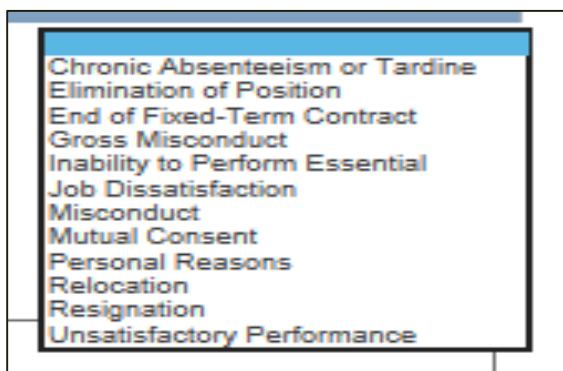 Chronic Absenteeism or Tardine
Elimination of Position
End of Fixed-Term Contract
Gross Misconduct
Inability to Perform Essential
Job Dissatisfaction
Misconduct
Mutual Consent
Personal Reasons
Relocation
Resignation
Unsatisfactory Performance